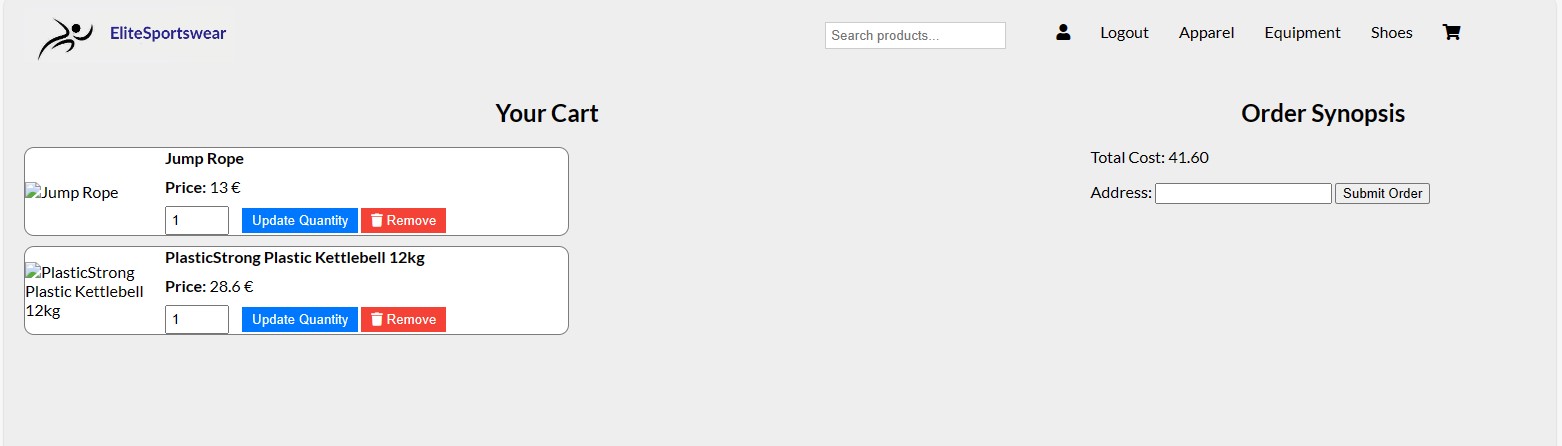 EliteSportswear
Search products...
Logout
Apparel
Equipment
Shoes
Your Cart
Jump Rope
Jump Rope
Price: 13 €
1
Update Quantity
Remove
PlasticStrong
Plastic Kettlebell
12kg
PlasticStrong Plastic Kettlebell 12kg
Price: 28.6 €
1
Update Quantity
Remove
Order Synopsis
Total Cost: 41.60
Address:
Submit Order